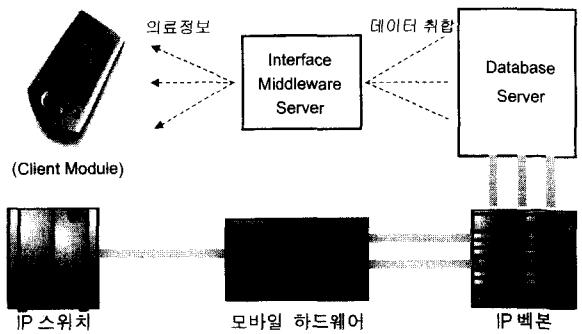 의료정보
데이터 취합
Interface
Middleware
Server
Database
Server
(Client Module)
IP 스위치
모바일 하드웨어
IP 벡본